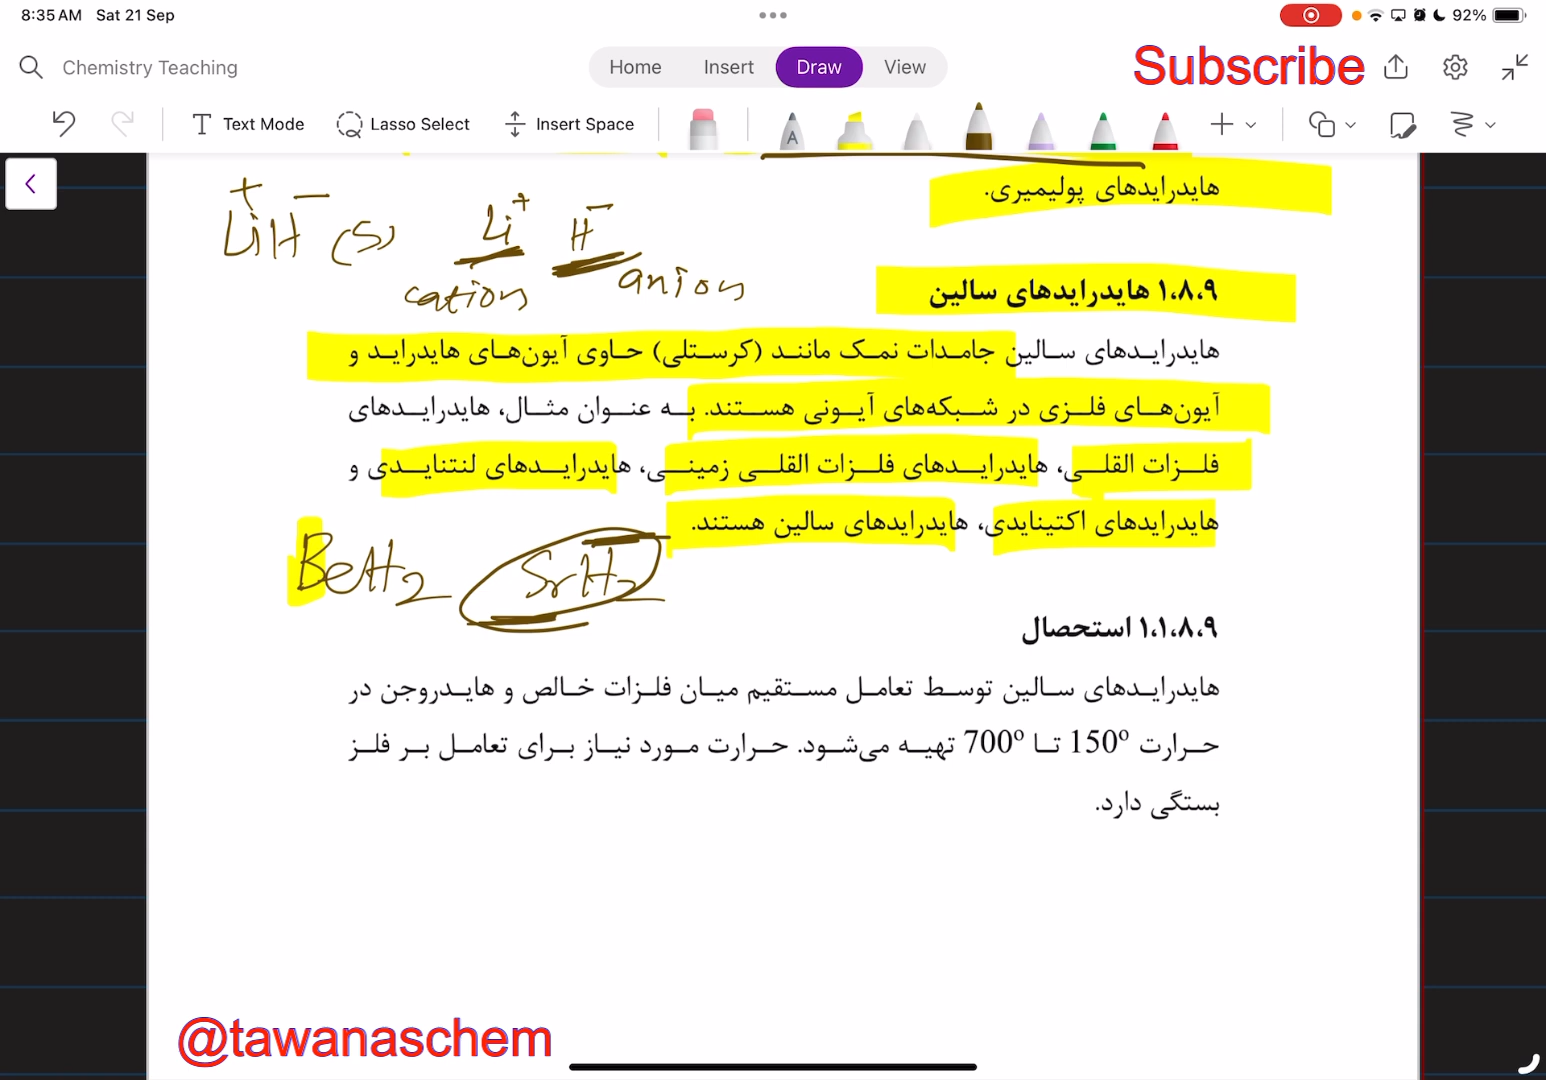 8:35 AM Sat 21 Sep
92%
Chemistry Teaching
Home Insert Draw View
Subscribe
Text Mode Lasso Select Insert Space
A
هایدرایدهای پولیمیری.
+ −
LiH (s) Li+ H−
cation anion
۱،۸،۹ هایدرایدهای سالین
هایدرایدهای سالین جامدات نمک مانند (کرستلی) حاوی آیون‌های هایدراید و
آیون‌های فلزی در شبکه‌های آیونی هستند. به عنوان مثال، هایدرایدهای
فلزات القلی، هایدرایدهای فلزات القلی زمینی، هایدرایدهای لنتنایدی و
هایدرایدهای اکتینایدی، هایدرایدهای سالین هستند.
BeH2 SrH2
۱،۱،۸،۹ استحصال
هایدرایدهای سالین توسط تعامل مستقیم میان فلزات خالص و هایدروجن در
حرارت 150° تا 700° تهیه می‌شود. حرارت مورد نیاز برای تعامل بر فلز
بستگی دارد.
@tawanaschem